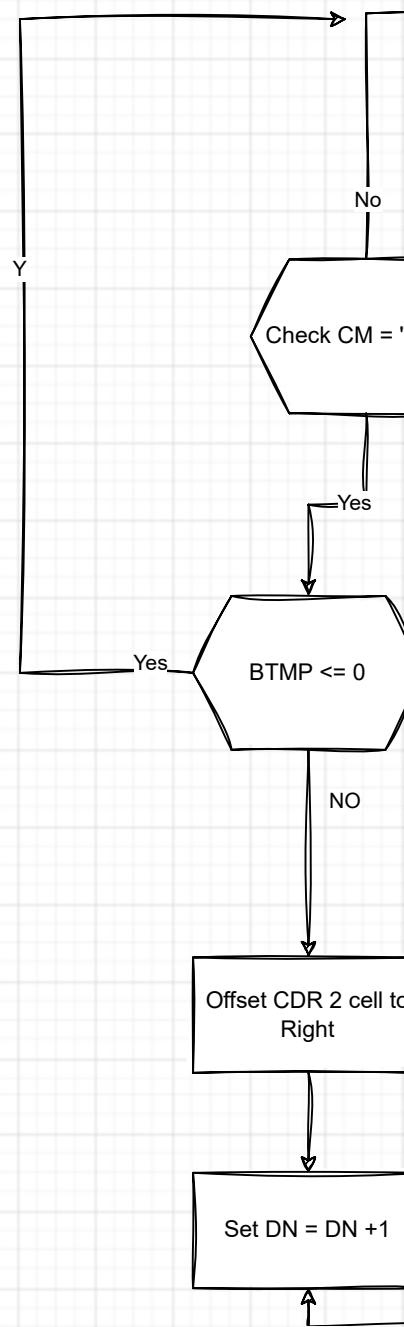 No
Y
Check CM = '
Yes
Yes
BTMP <= 0
NO
Offset CDR 2 cell to
Right
Set DN = DN +1